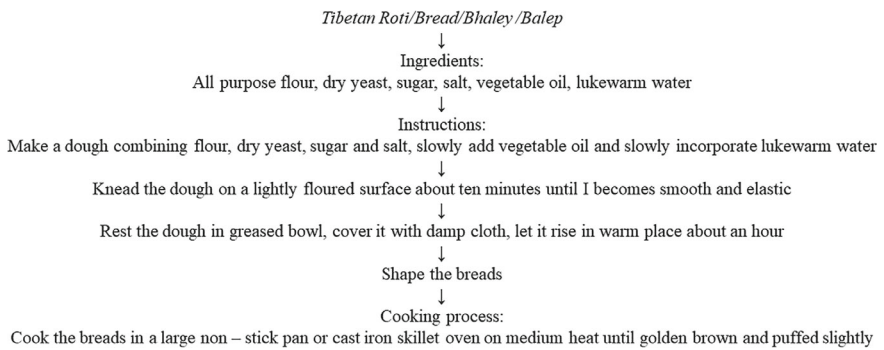 Tibetan Roti/Bread/Bhaley /Balep
↓
Ingredients:
All purpose flour, dry yeast, sugar, salt, vegetable oil, lukewarm water
↓
Instructions:
Make a dough combining flour, dry yeast, sugar and salt, slowly add vegetable oil and slowly incorporate lukewarm water
↓
Knead the dough on a lightly floured surface about ten minutes until I becomes smooth and elastic
↓
Rest the dough in greased bowl, cover it with damp cloth, let it rise in warm place about an hour
↓
Shape the breads
↓
Cooking process:
Cook the breads in a large non – stick pan or cast iron skillet oven on medium heat until golden brown and puffed slightly